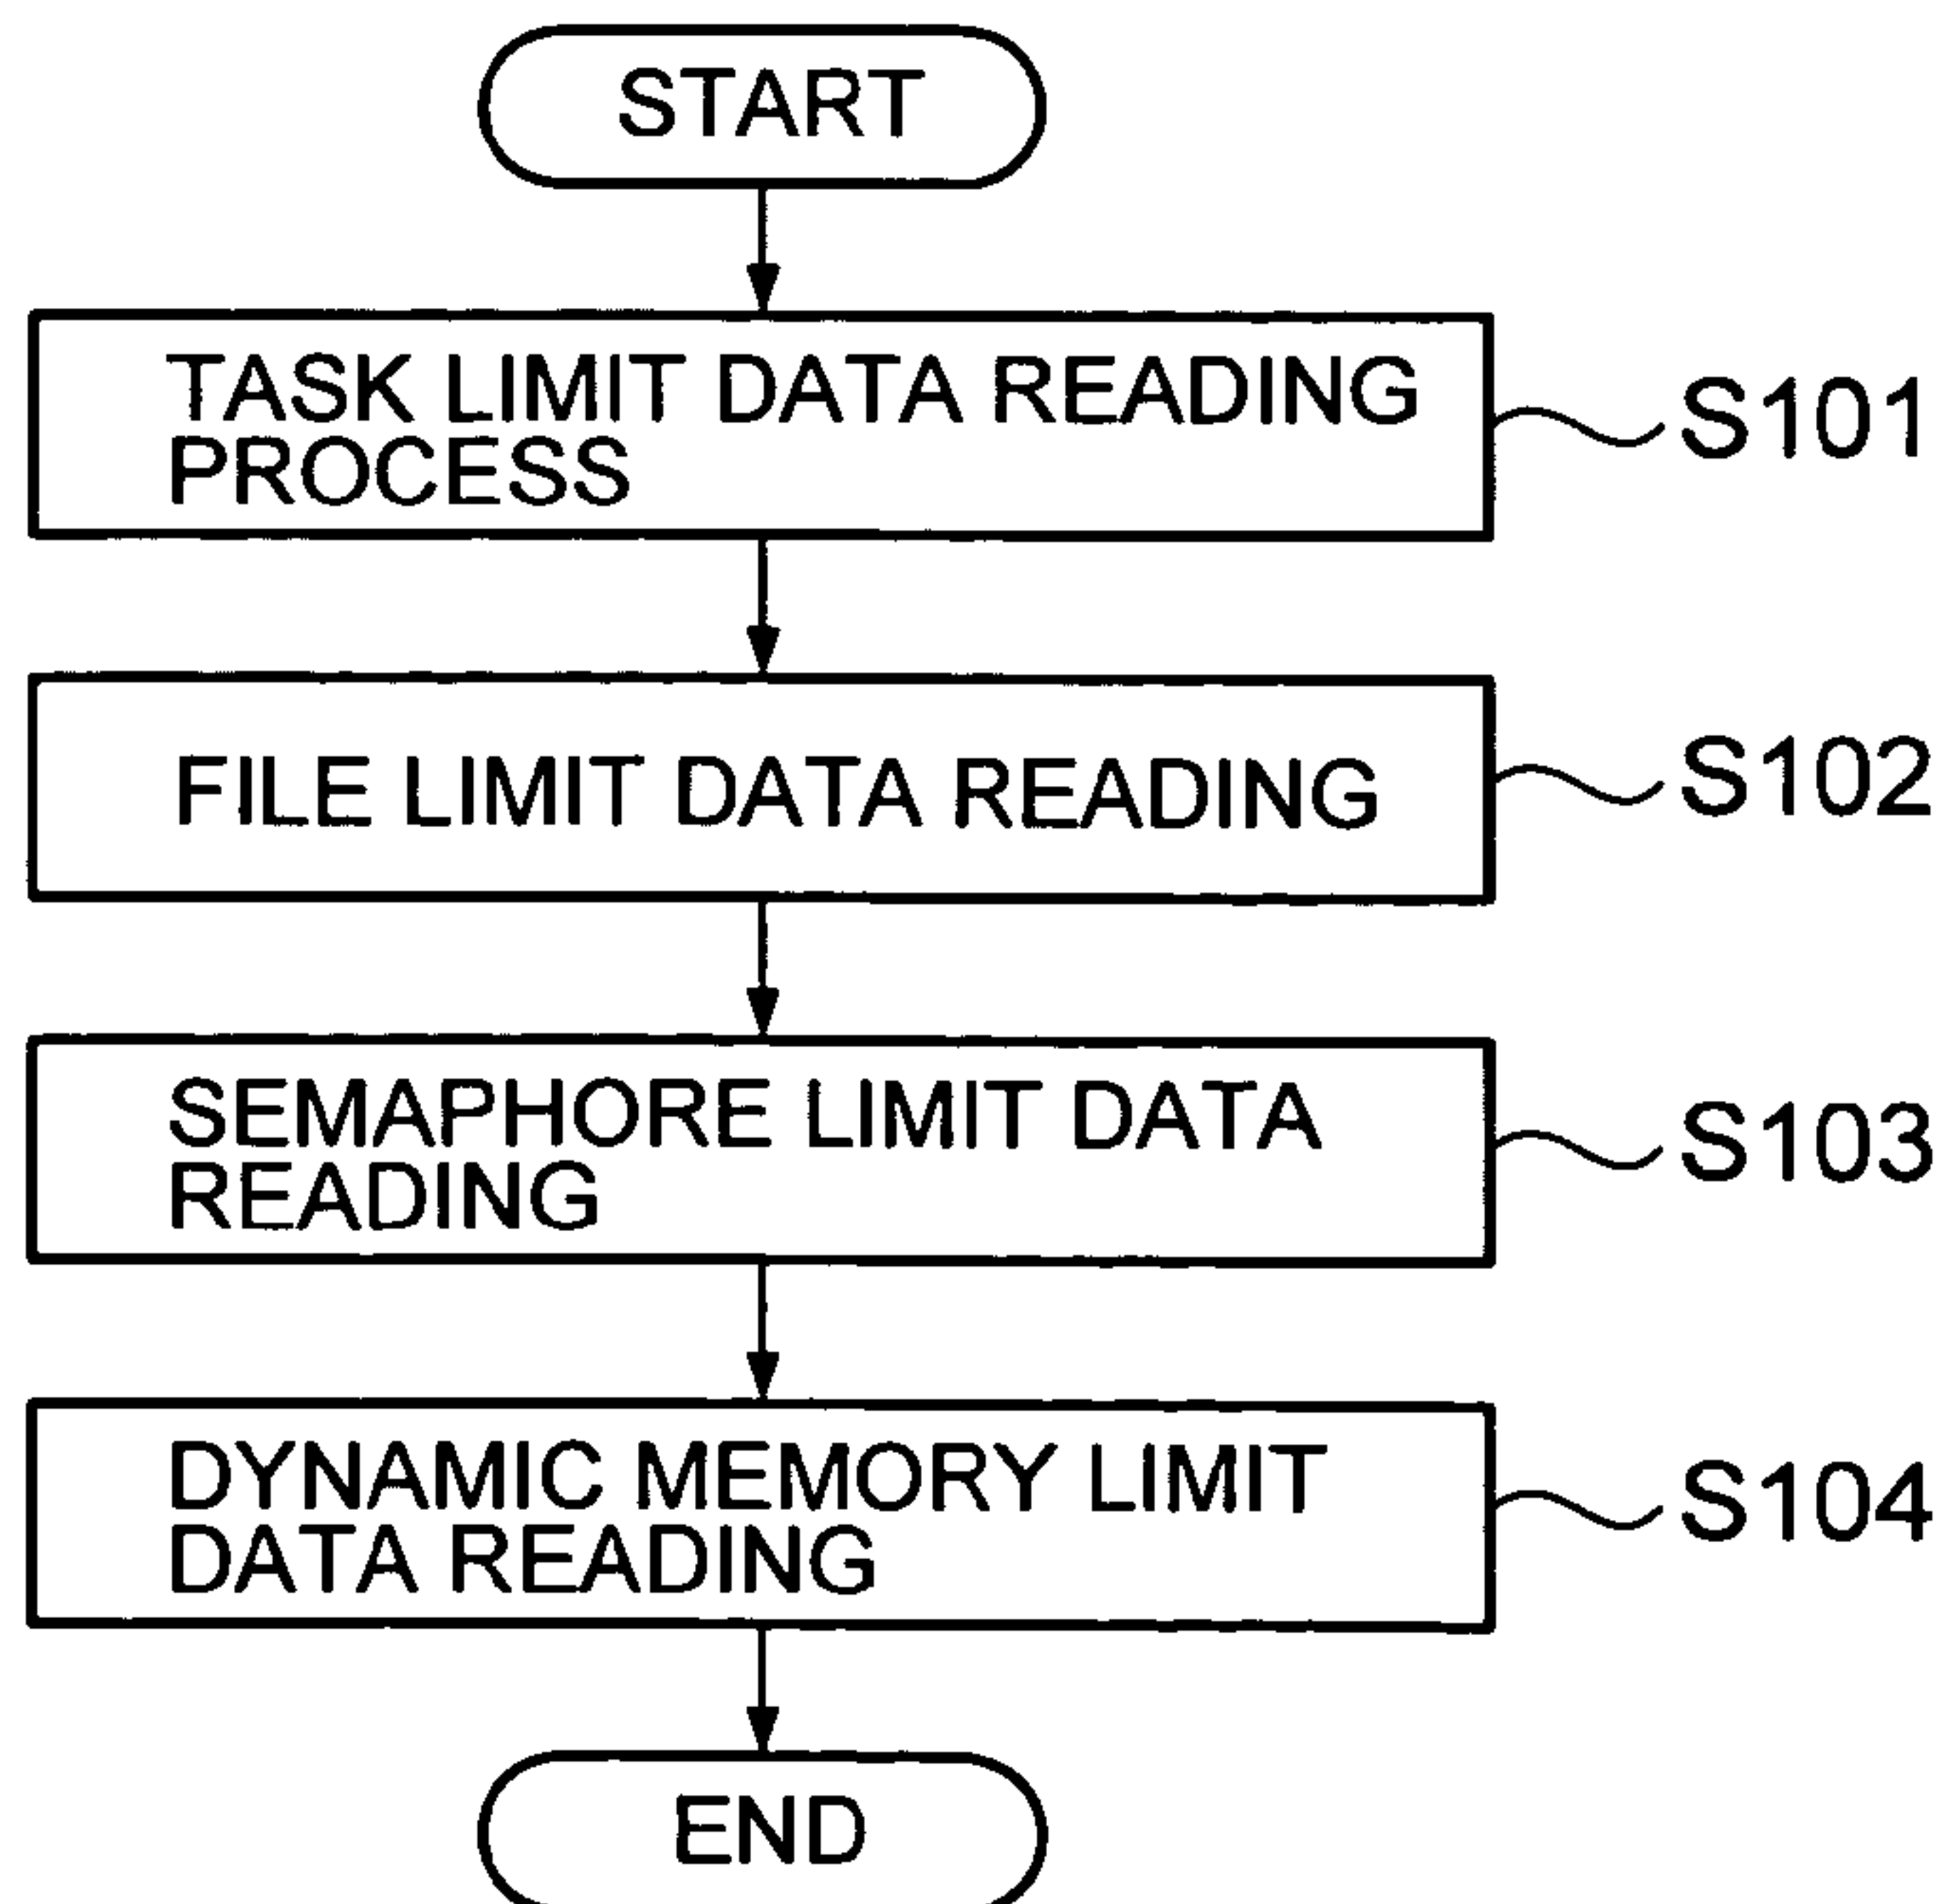 START
TASK LIMIT DATA READING
PROCESS
S101
FILE LIMIT DATA READING
S102
SEMAPHORE LIMIT DATA
READING
S103
DYNAMIC MEMORY LIMIT
DATA READING
S104
END